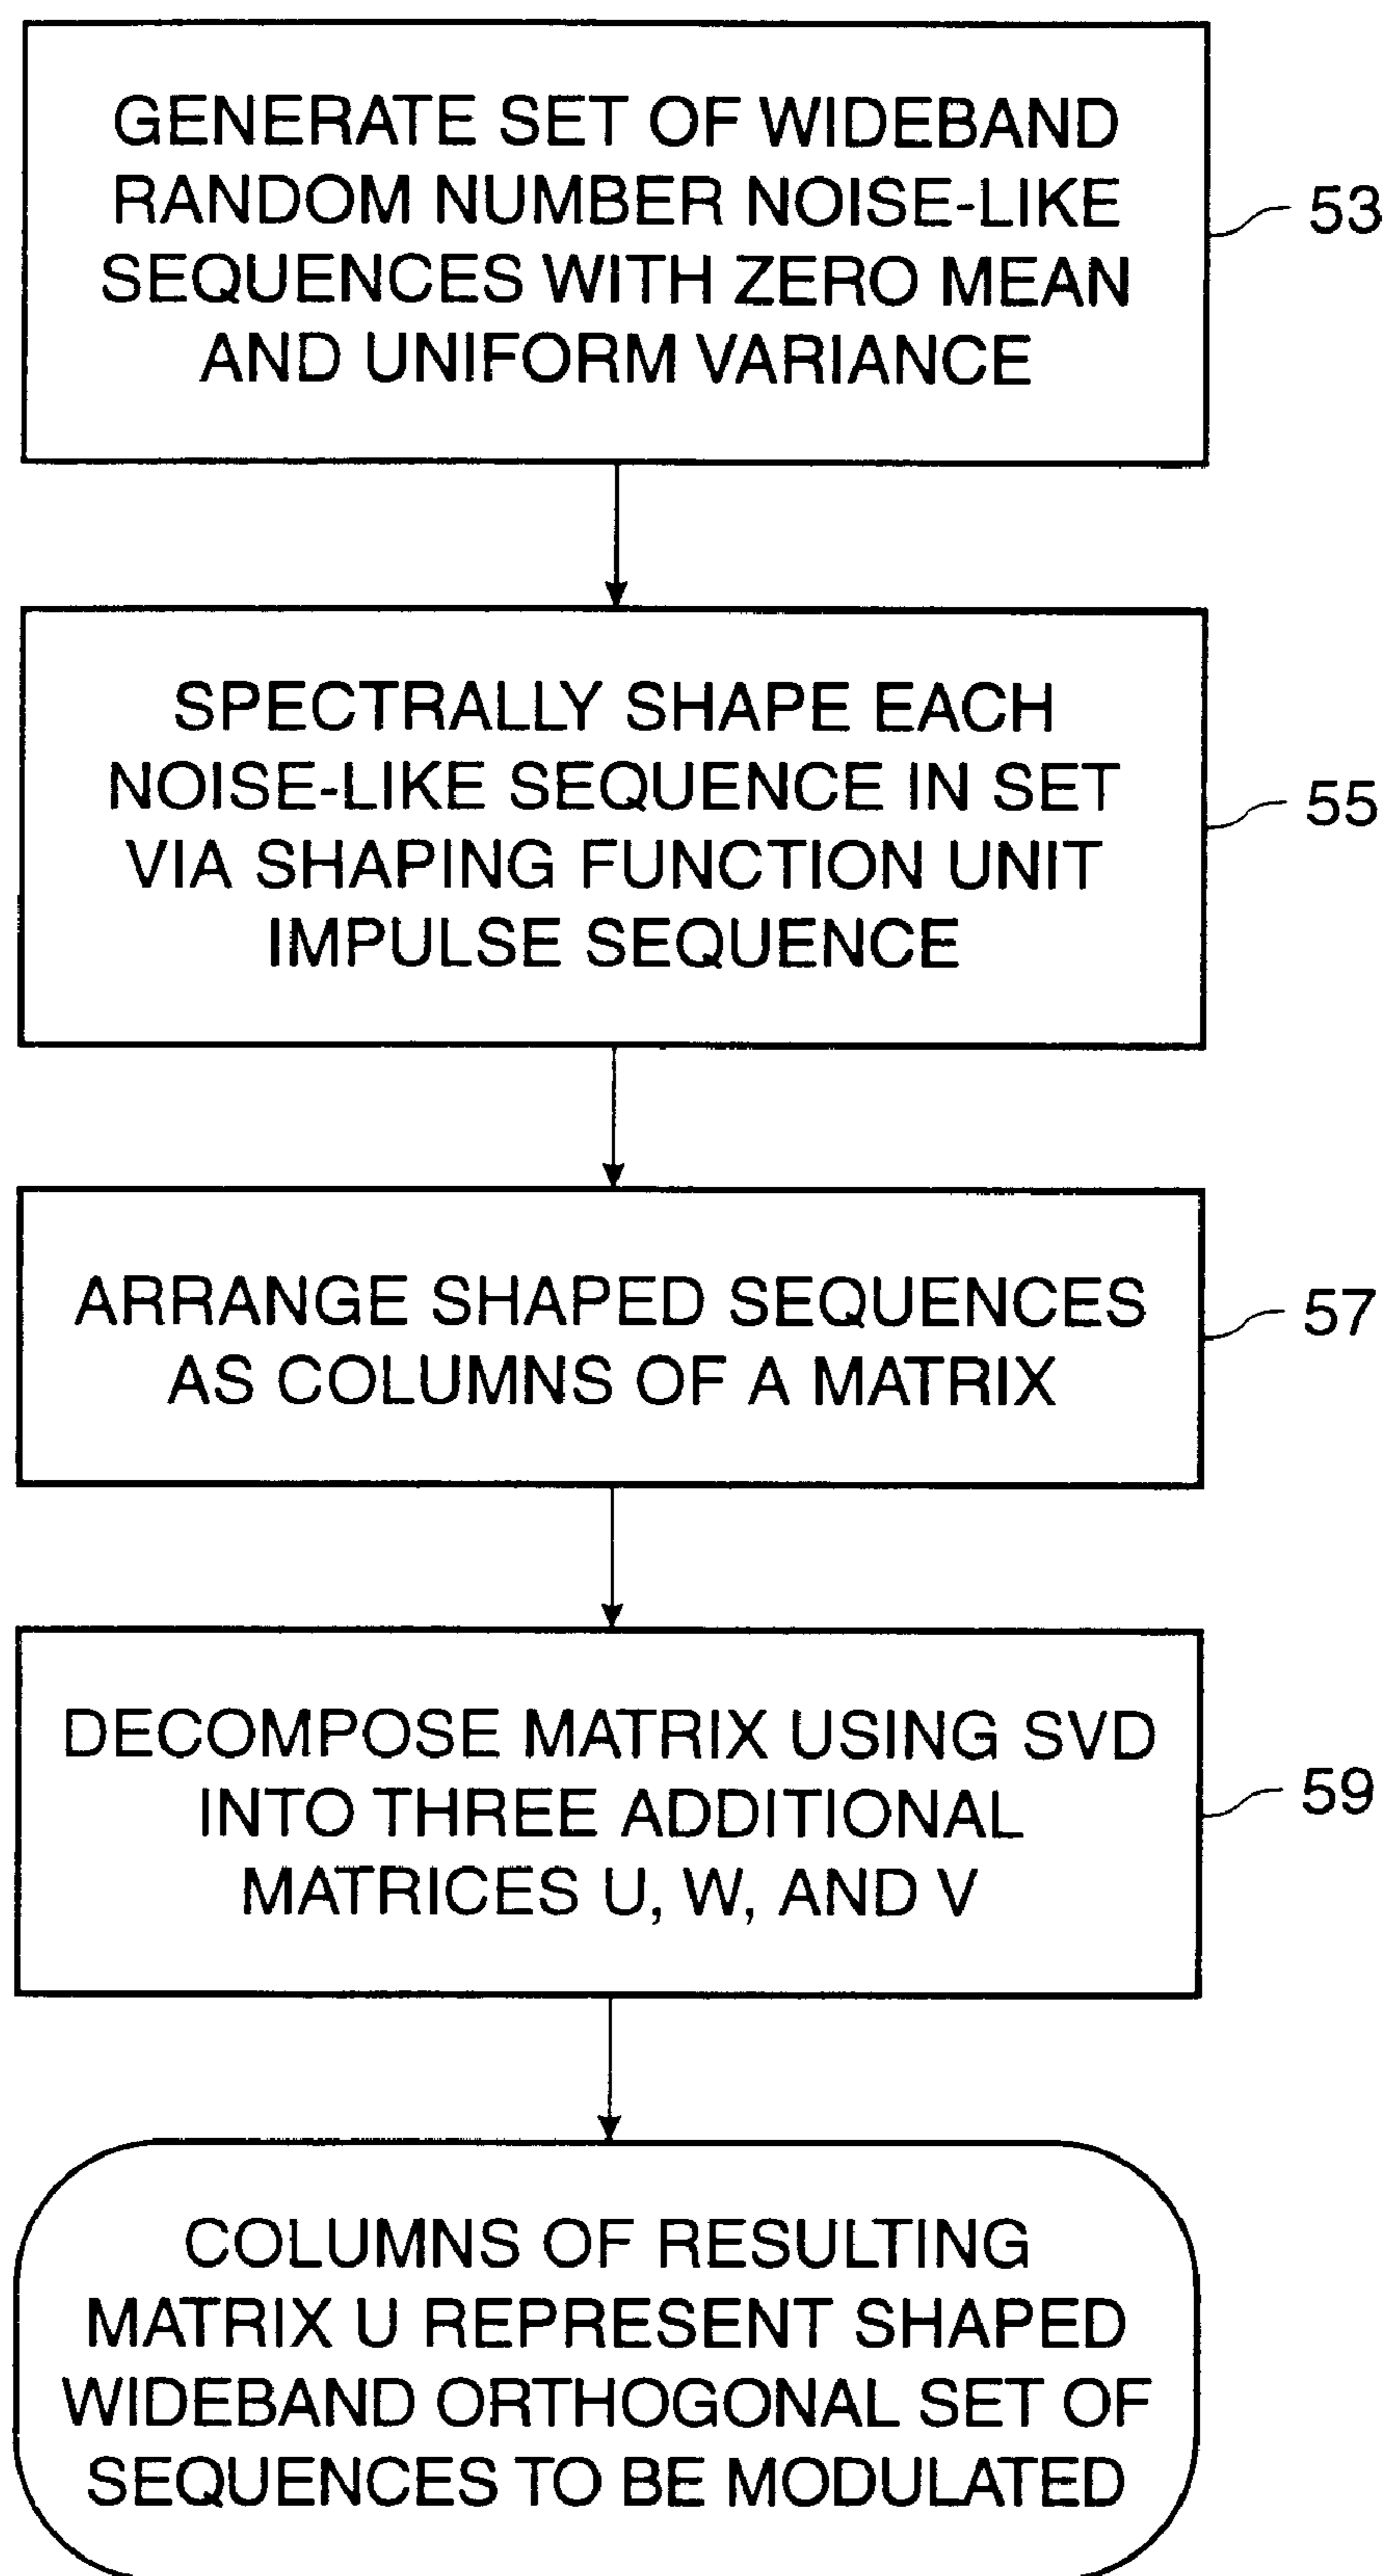 GENERATE SET OF WIDEBAND
RANDOM NUMBER NOISE-LIKE
SEQUENCES WITH ZERO MEAN
AND UNIFORM VARIANCE
53
SPECTRALLY SHAPE EACH
NOISE-LIKE SEQUENCE IN SET
VIA SHAPING FUNCTION UNIT
IMPULSE SEQUENCE
55
ARRANGE SHAPED SEQUENCES
AS COLUMNS OF A MATRIX
57
DECOMPOSE MATRIX USING SVD
INTO THREE ADDITIONAL
MATRICES U, W, AND V
59
COLUMNS OF RESULTING
MATRIX U REPRESENT SHAPED
WIDEBAND ORTHOGONAL SET OF
SEQUENCES TO BE MODULATED